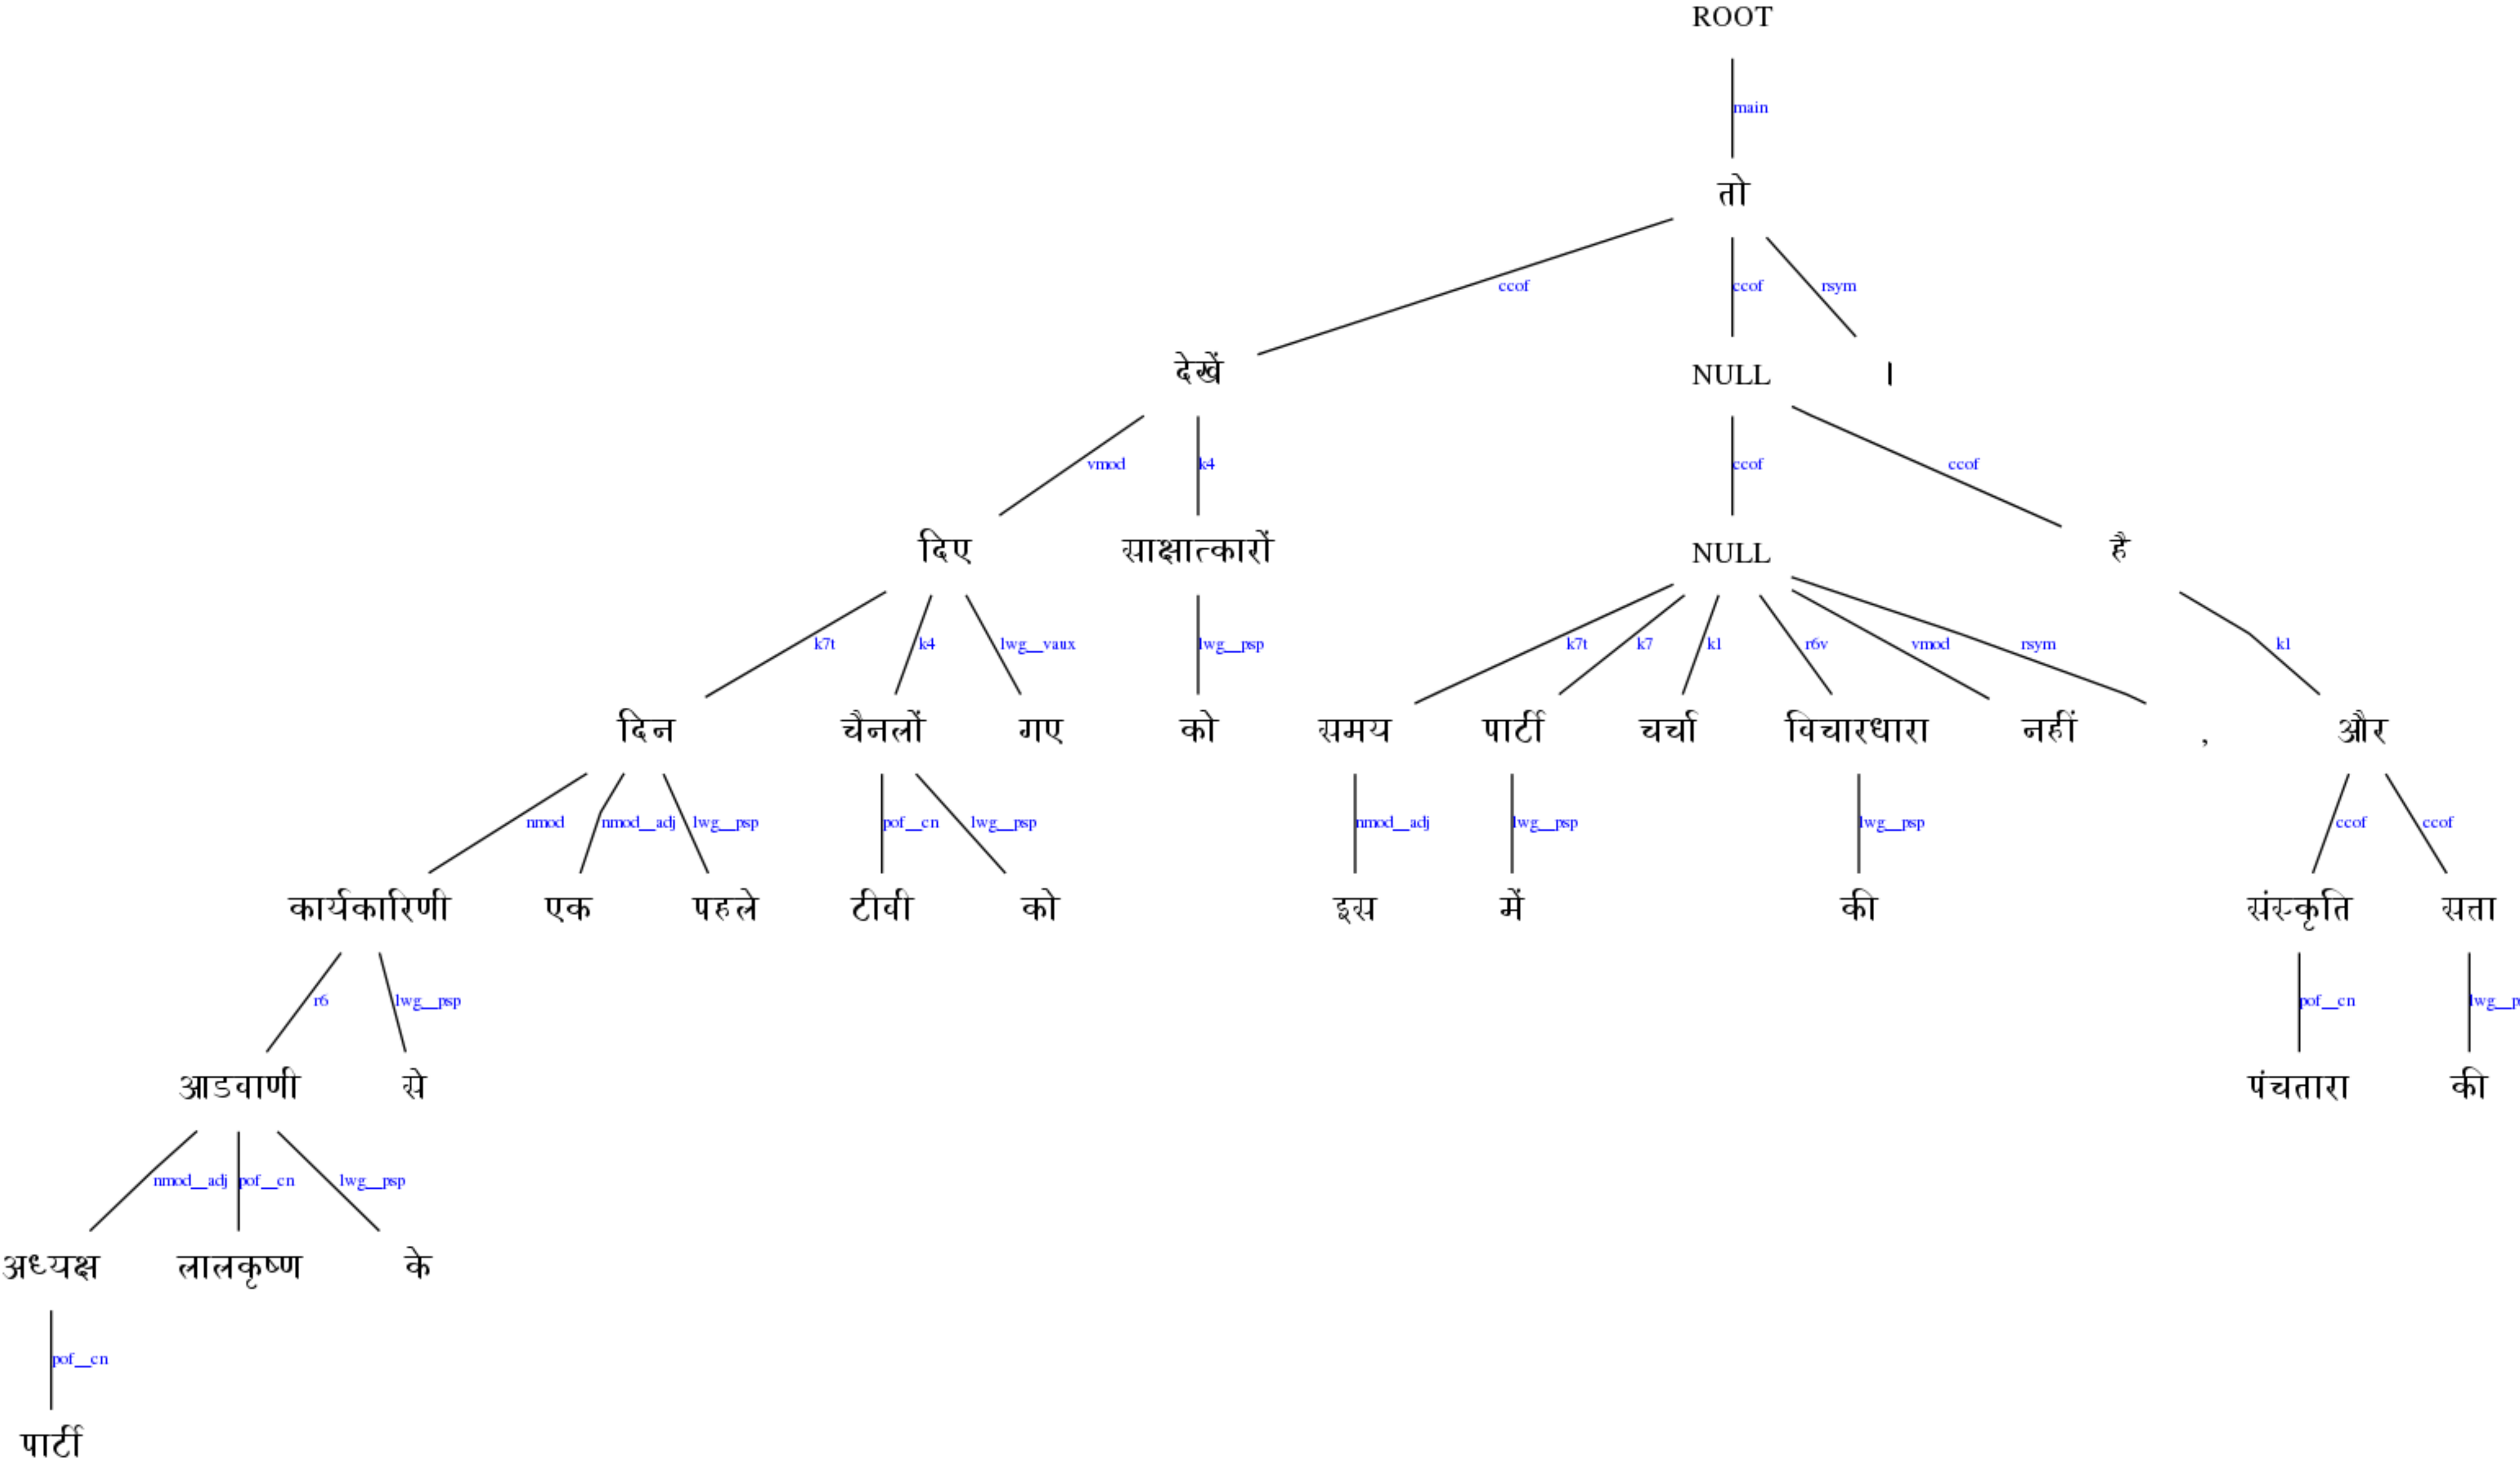 ROOT
main
तो
ccof ccof rsym
देखें NULL ।
vmod k4 ccof ccof
दिए साक्षात्कारों NULL है
k7t k4 lwg__vaux lwg__psp k7t k7 k1 r6v vmod rsym k1
दिन चैनलों गए को समय पार्टी चर्चा विचारधारा नहीं , और
nmod nmod__adj lwg__psp pof__cn lwg__psp nmod__adj lwg__psp lwg__psp ccof ccof
कार्यकारिणी एक पहले टीवी को इस में की संस्कृति सत्ता
r6 lwg__psp pof__cn lwg__p
आडवाणी से पंचतारा की
nmod__adj pof__cn lwg__psp
अध्यक्ष लालकृष्ण के
pof__cn
पार्टी